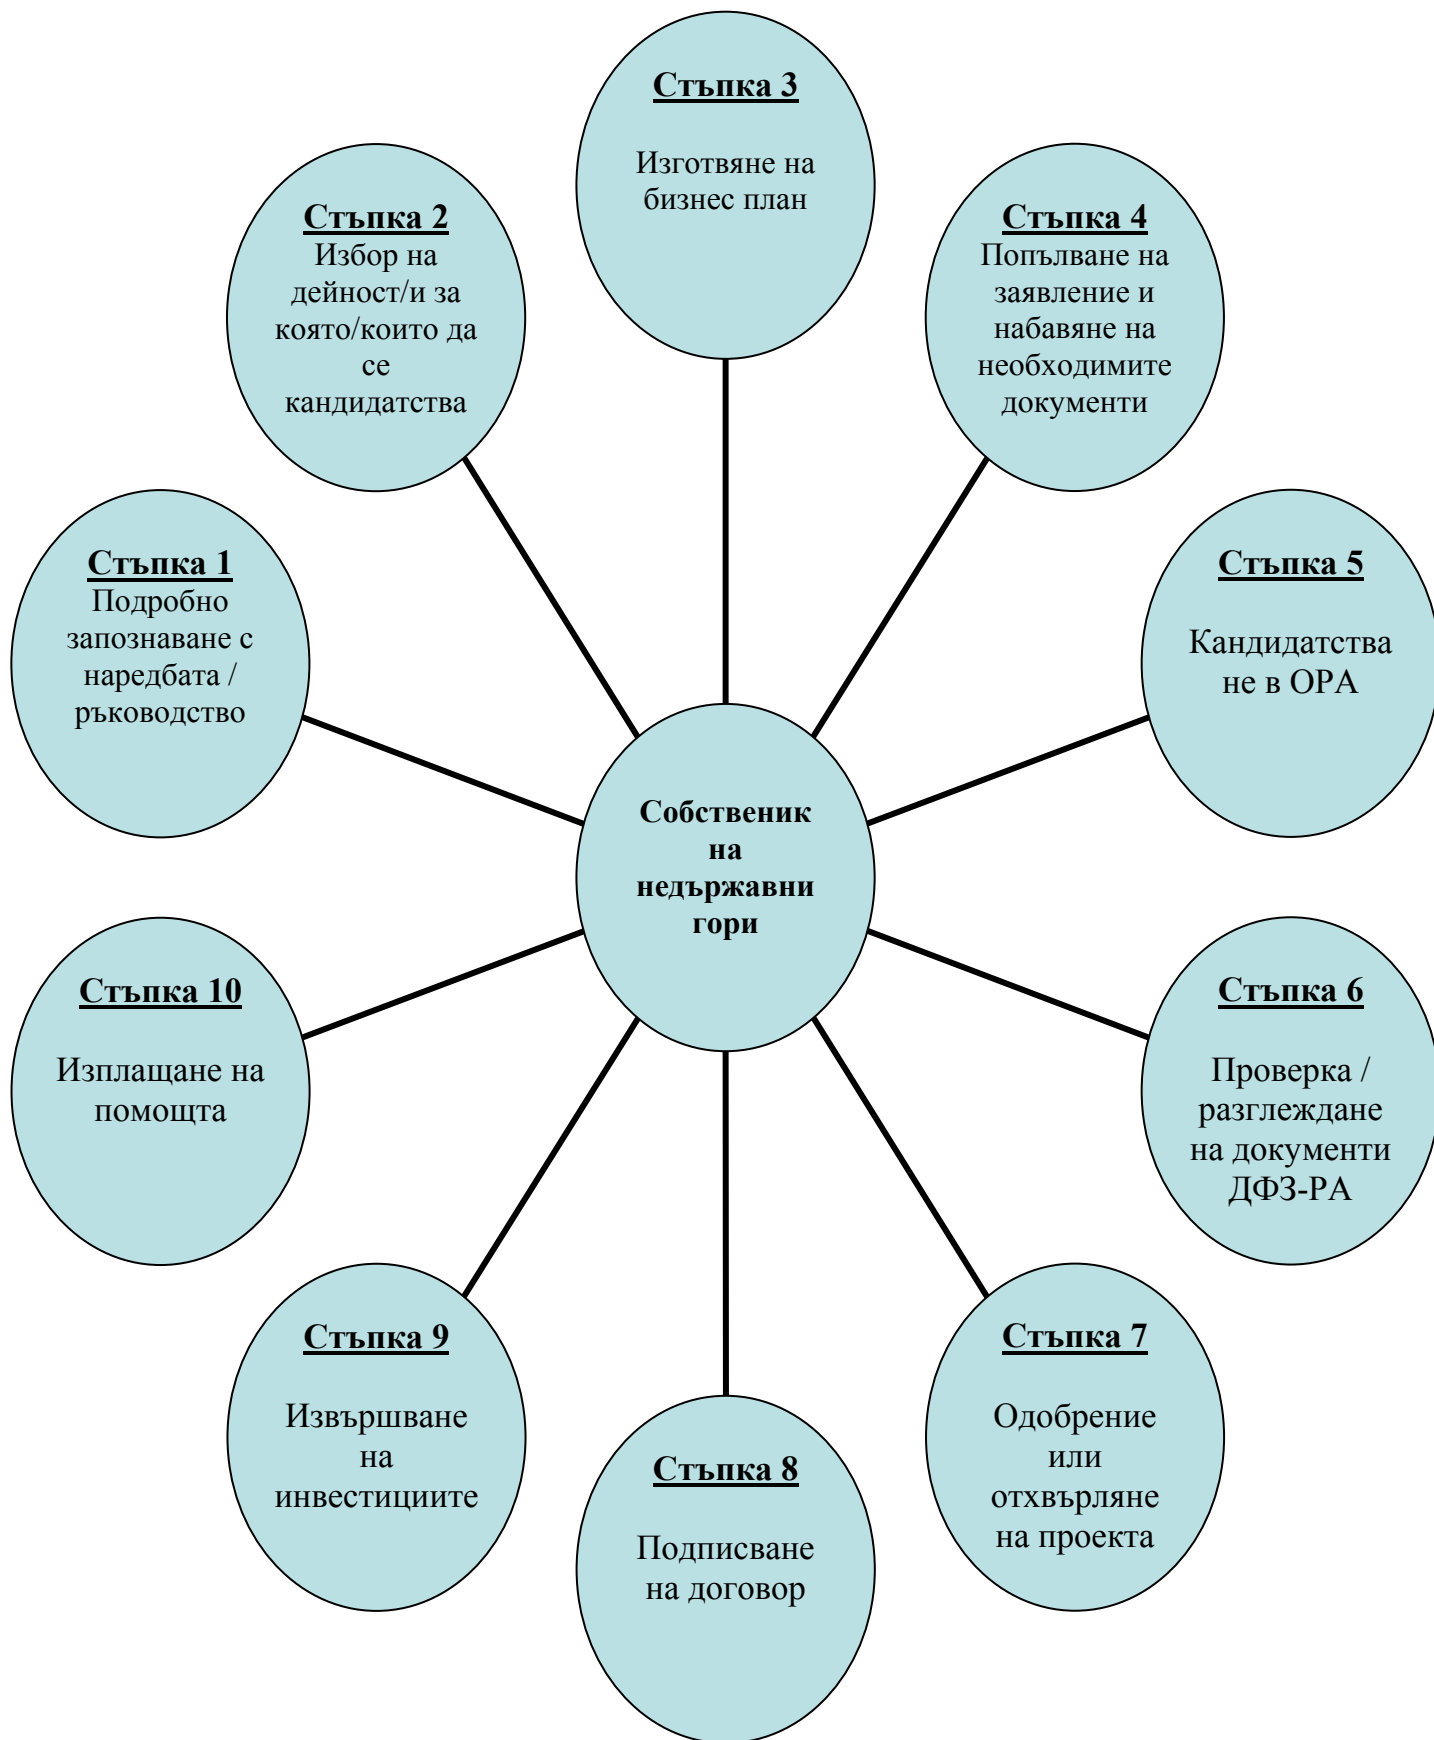 Стъпка 1
Подробно
запознаване с
наредбата /
ръководство
Стъпка 2
Избор на
дейност/и за
която/които да
се
кандидатства
Стъпка 3
Изготвяне на
бизнес план
Стъпка 4
Попълване на
заявление и
набавяне на
необходимите
документи
Стъпка 5
Кандидатства
не в ОРА
Стъпка 6
Проверка /
разглеждане
на документи
ДФЗ-РА
Стъпка 7
Одобрение
или
отхвърляне
на проекта
Стъпка 8
Подписване
на договор
Стъпка 9
Извършване
на
инвестициите
Стъпка 10
Изплащане на
помощта
Собственик
на
недържавни
гори